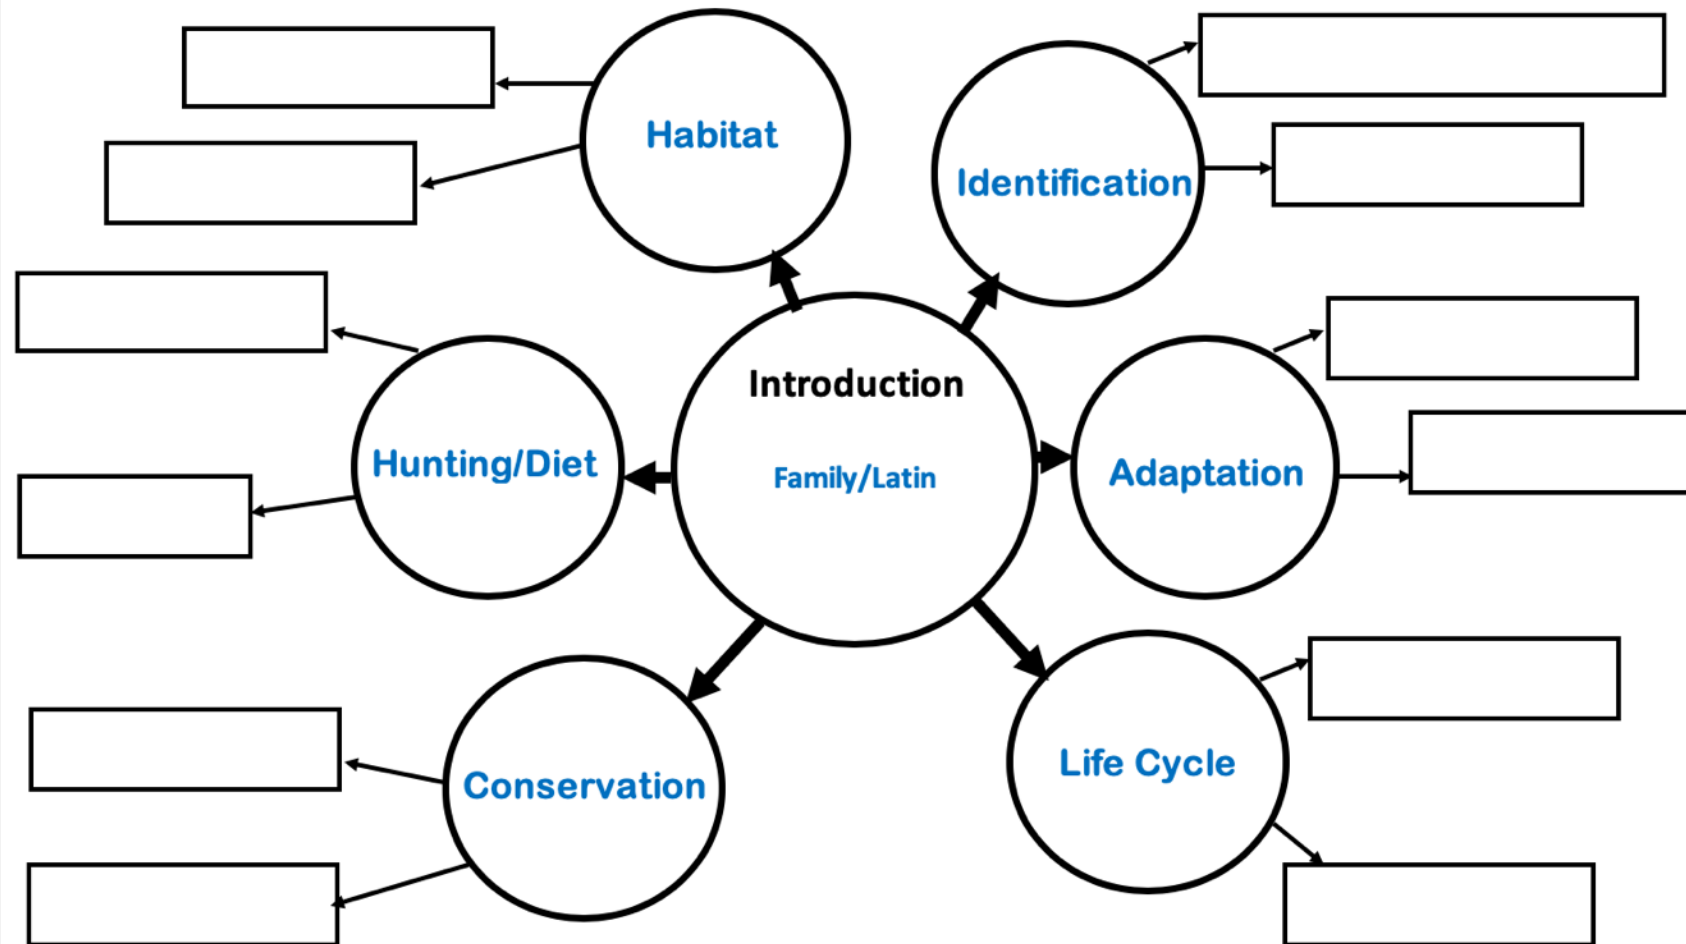 Habitat
Identification
Introduction
Family/Latin
Hunting/Diet
Adaptation
Conservation
Life Cycle